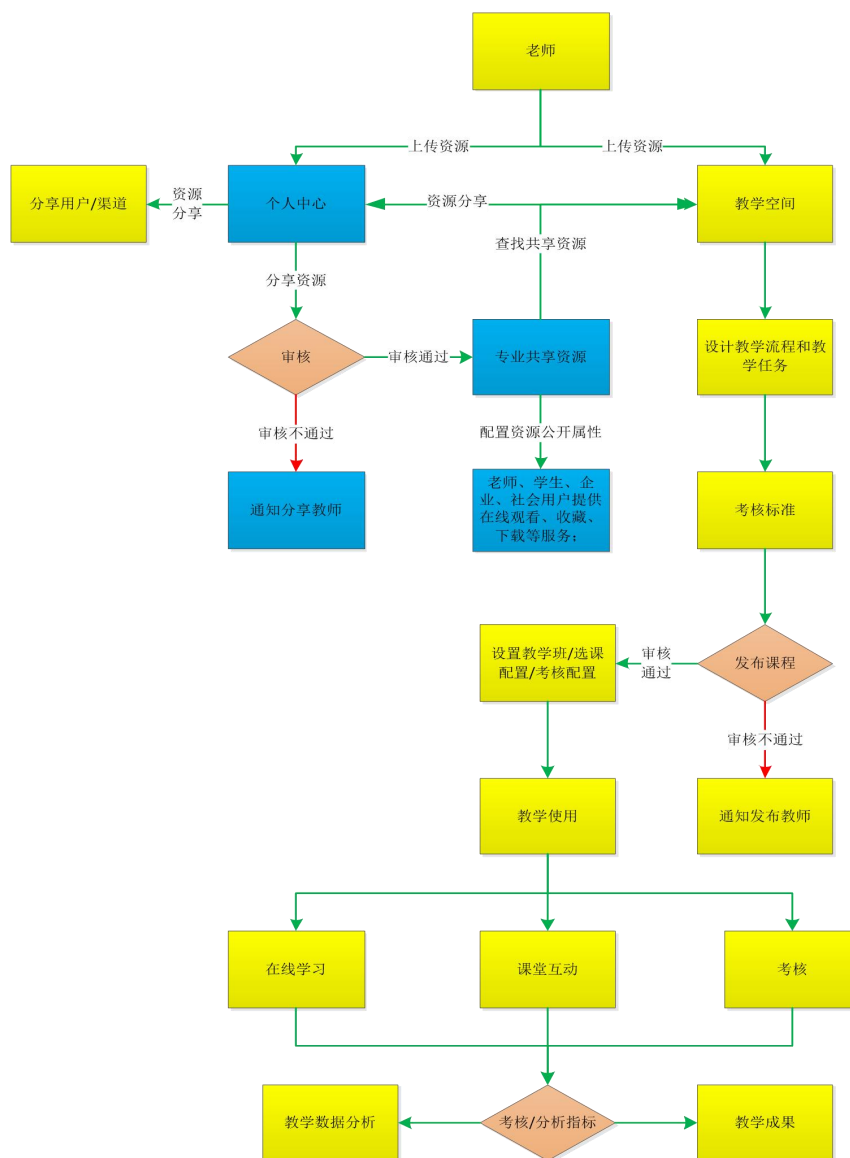 老师
上传资源
上传资源
分享用户/渠道
资源
分享
个人中心
资源分享
教学空间
查找共享资源
分享资源
审核
审核通过
专业共享资源
设计教学流程和教
学任务
审核不通过
配置资源公开属性
通知分享教师
老师、学生、企
业、社会用户提供
在线观看、收藏、
下载等服务；
考核标准
设置教学班/选课
配置/考核配置
审核
通过
发布课程
审核不通过
教学使用
通知发布教师
在线学习
课堂互动
考核
教学数据分析
考核/分析指标
教学成果